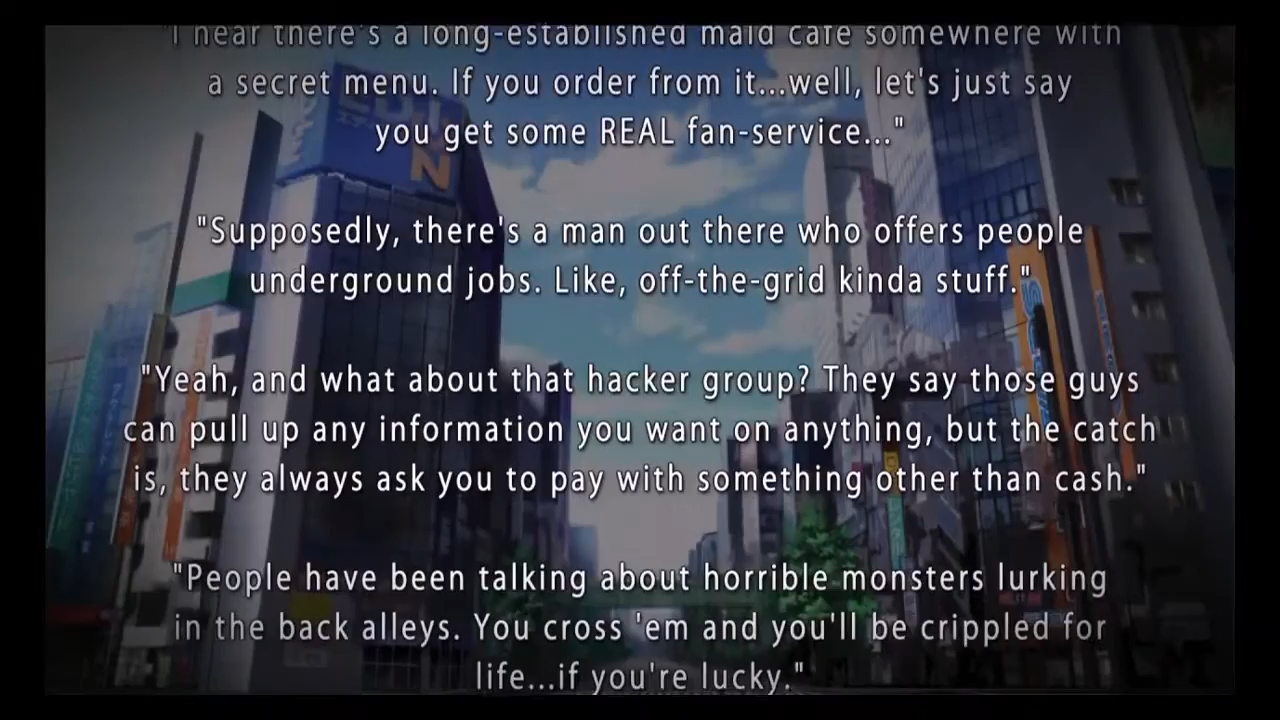 "I hear there's a long-established maid cafe somewhere with
a secret menu. If you order from it...well, let's just say
you get some REAL fan-service..."
"Supposedly, there's a man out there who offers people
underground jobs. Like, off-the-grid kinda stuff."
"Yeah, and what about that hacker group? They say those guys
can pull up any information you want on anything, but the catch
is, they always ask you to pay with something other than cash."
"People have been talking about horrible monsters lurking
in the back alleys. You cross 'em and you'll be crippled for
life...if you're lucky."